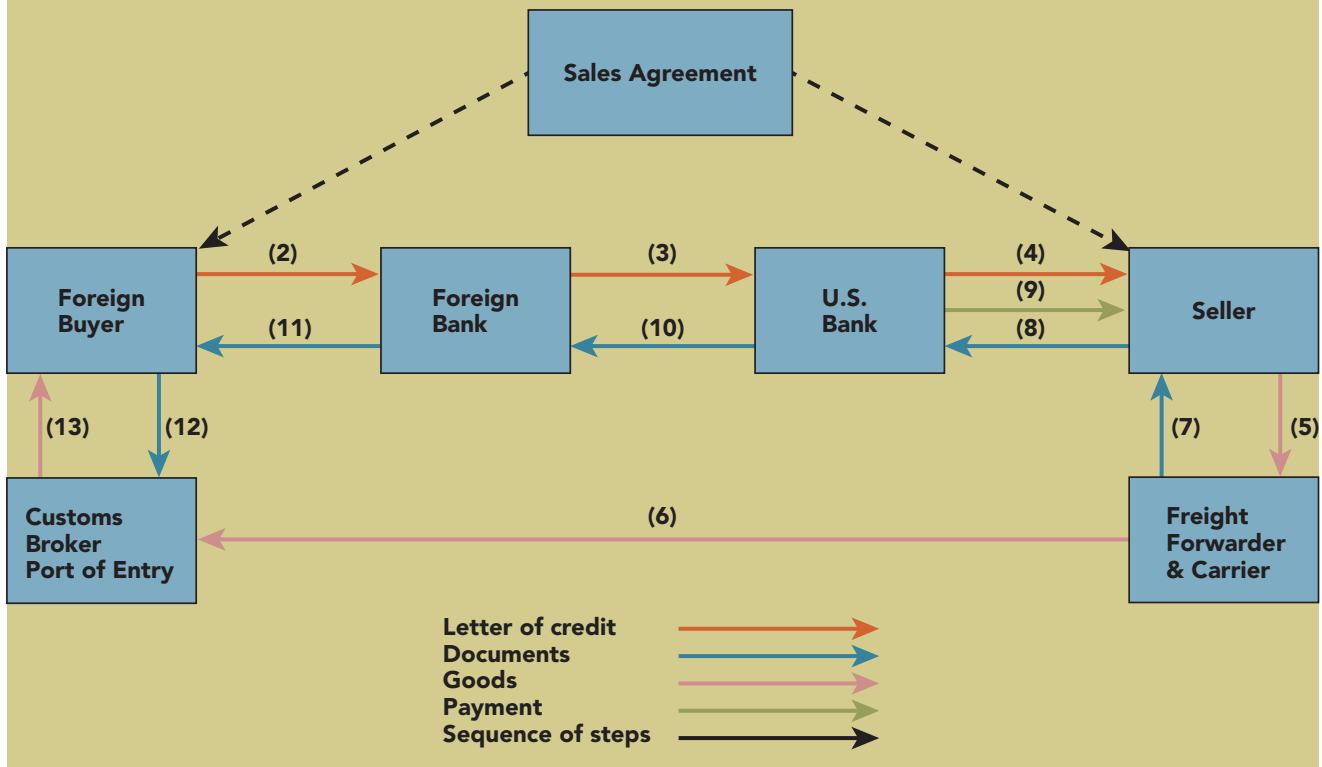 Sales Agreement
(2)
(3)
(4)
(9)
Foreign
Buyer
Foreign
Bank
U.S.
Bank
Seller
(11)
(10)
(8)
(13)
(12)
(7)
(5)
Customs
Broker
Port of Entry
(6)
Freight
Forwarder
& Carrier
Letter of credit
Documents
Goods
Payment
Sequence of steps